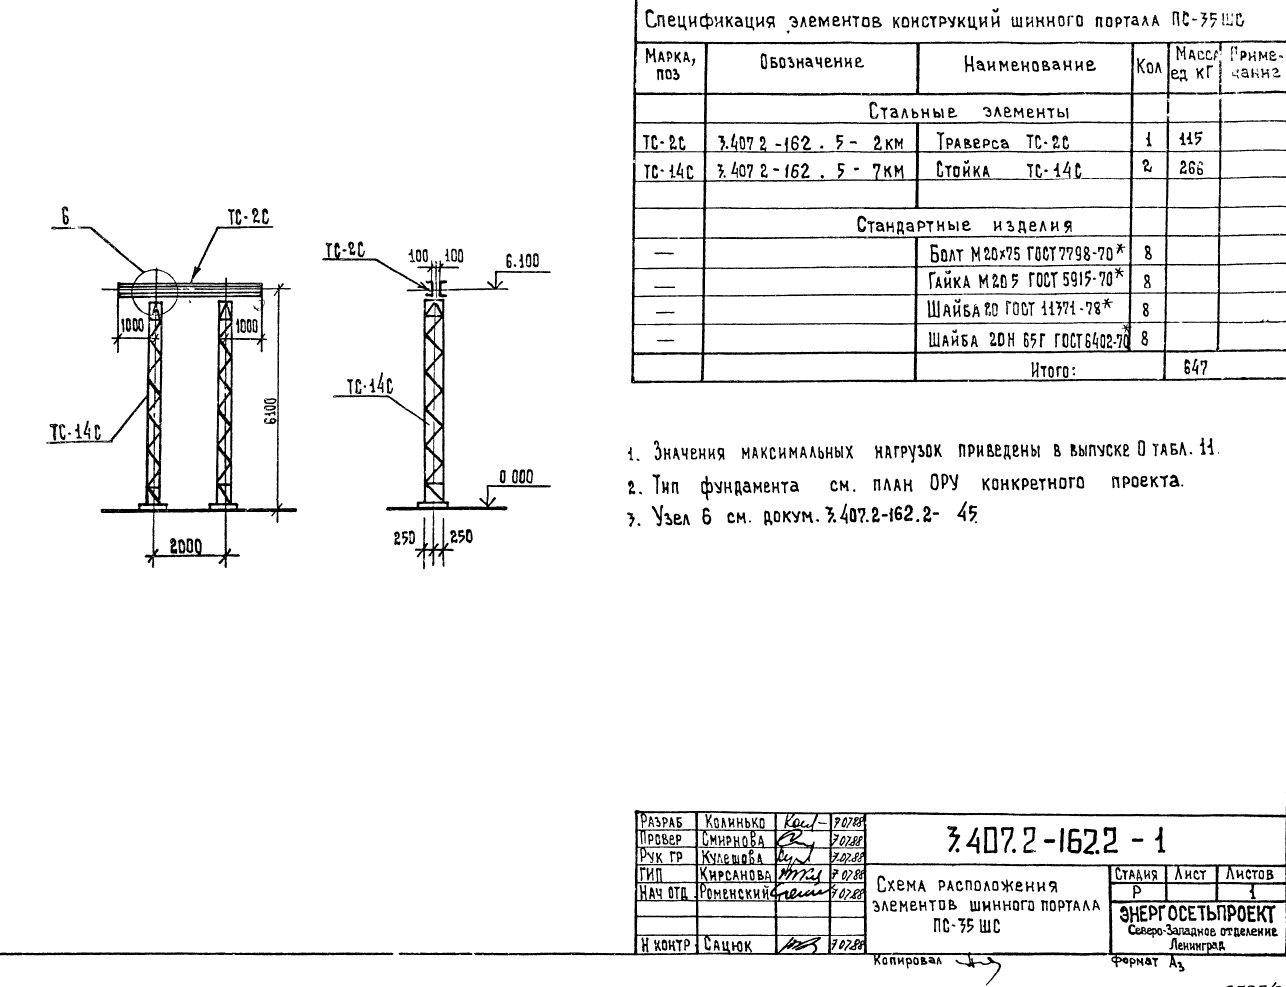 Спецификация элементов конструкций шинного портала ПС-35 ШС
Марка, поз
Обозначение
Наименование
Кол
Масса ед кг
Примечание
Стальные элементы
ТС-2С 3.407 2-162 . 5 - 2КМ Траверса ТС-2С 1 115
ТС-14С 3.407 2-162 . 5 - 7КМ Стойка ТС-14С 2 266
Стандартные изделия
— Болт М20х75 ГОСТ 7798-70* 8
— Гайка М20 5 ГОСТ 5915-70* 8
— Шайба 20 ГОСТ 11371-78* 8
— Шайба 20Н 65Г ГОСТ 6402-70* 8
Итого: 647
6
ТС-2С
1000
1000
ТС-14С
6100
2000
ТС-2С
100 100
6.100
ТС-14С
0 000
250 250
1. Значения максимальных нагрузок приведены в выпуске 0 табл. 11.
2. Тип фундамента см. план ОРУ конкретного проекта.
3. Узел 6 см. докум. 3.407.2-162.2- 45
Разраб Колинько 7 07.88
Провер Смирнова 7 07.88
Рук гр Кулешова 7.07.88
ГИП Кирсанова 7 07.88
Нач отд Роменский 7 07.88
Н контр Сацюк 7 07.88
3.407.2-162.2 - 1
Схема расположения
элементов шинного портала
ПС-35 ШС
Стадия Лист Листов
Р 1
ЭНЕРГОСЕТЬПРОЕКТ
Северо-Западное отделение
Ленинград
Копировал
Формат А3